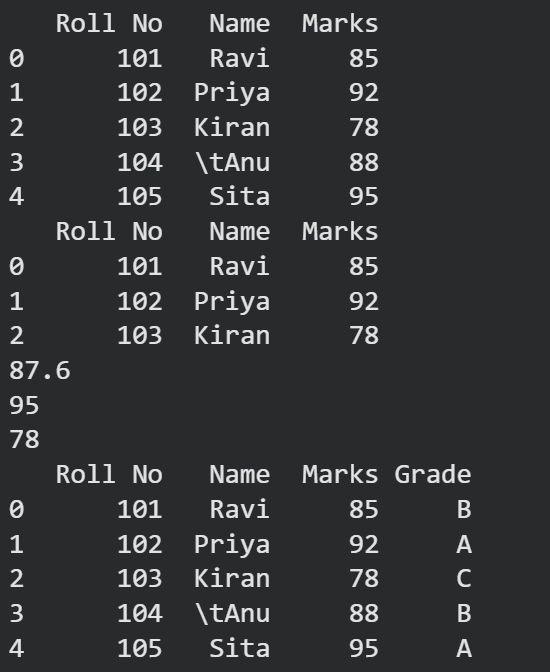 Roll No   Name  Marks
0      101   Ravi     85
1      102  Priya     92
2      103  Kiran     78
3      104  \tAnu     88
4      105   Sita     95
   Roll No   Name  Marks
0      101   Ravi     85
1      102  Priya     92
2      103  Kiran     78
87.6
95
78
   Roll No   Name  Marks Grade
0      101   Ravi     85     B
1      102  Priya     92     A
2      103  Kiran     78     C
3      104  \tAnu     88     B
4      105   Sita     95     A